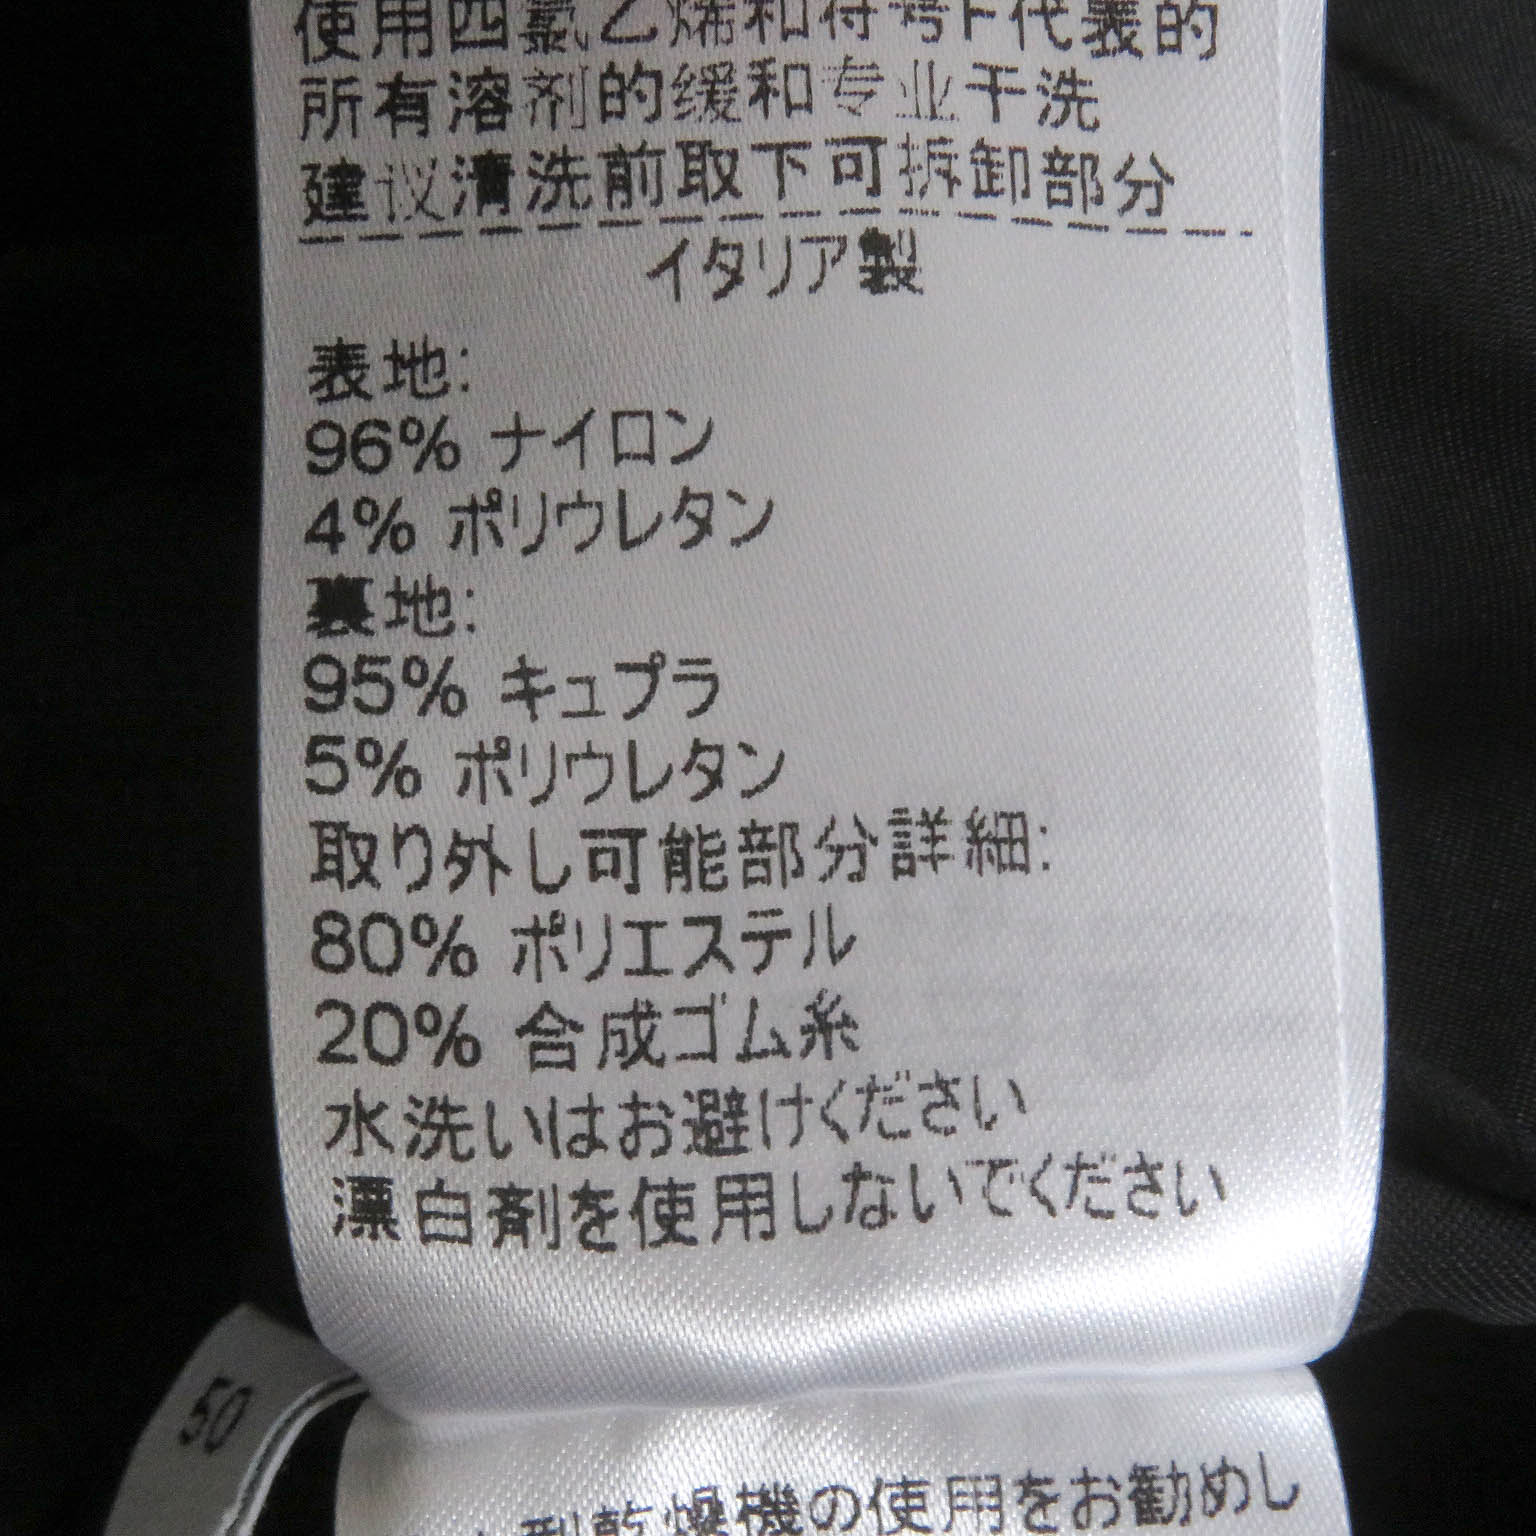 使用四氯乙烯和符号F代表的
所有溶剂的缓和专业干洗
建议清洗前取下可拆卸部分
イタリア製
表地:
96% ナイロン
4% ポリウレタン
裏地:
95% キュプラ
5% ポリウレタン
取り外し可能部分詳細:
80% ポリエステル
20% 合成ゴム糸
水洗いはお避けください
漂白剤を使用しないでください
50
乾燥機の使用をお勧めし